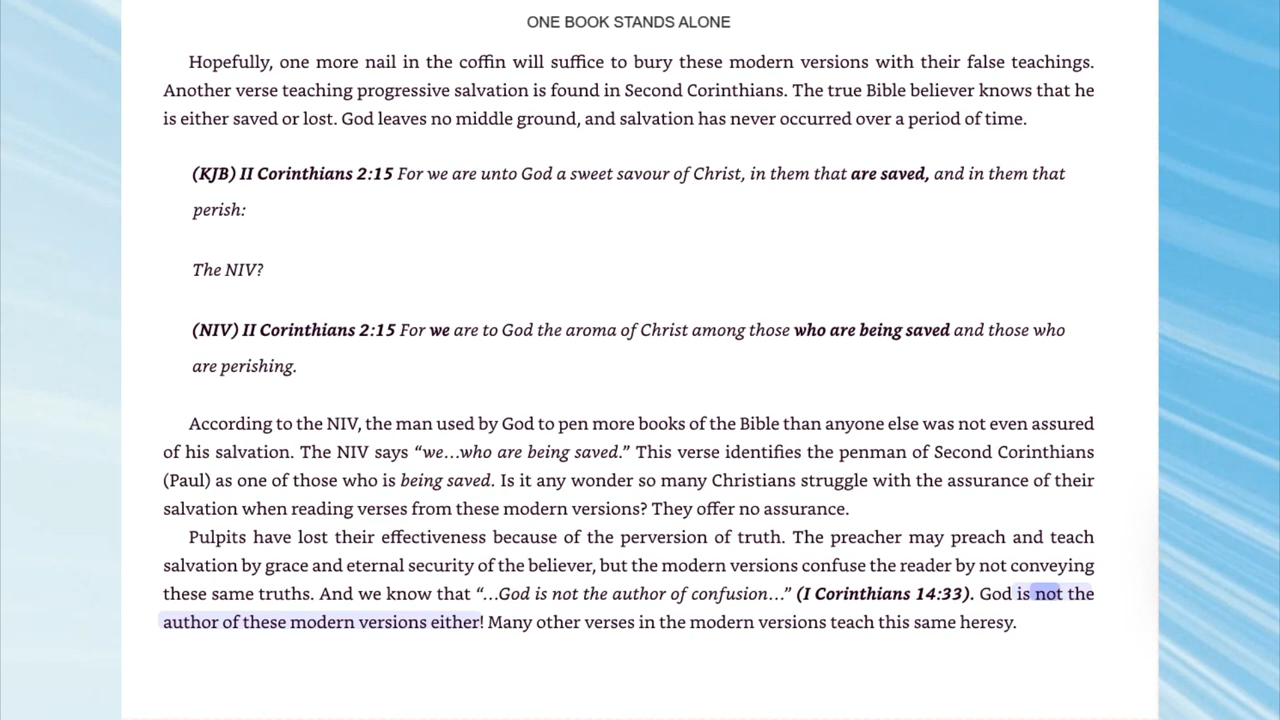 ONE BOOK STANDS ALONE
Hopefully, one more nail in the coffin will suffice to bury these modern versions with their false teachings.
Another verse teaching progressive salvation is found in Second Corinthians. The true Bible believer knows that he
is either saved or lost. God leaves no middle ground, and salvation has never occurred over a period of time.
(KJB) II Corinthians 2:15 For we are unto God a sweet savour of Christ, in them that are saved, and in them that
perish:
The NIV?
(NIV) II Corinthians 2:15 For we are to God the aroma of Christ among those who are being saved and those who
are perishing.
According to the NIV, the man used by God to pen more books of the Bible than anyone else was not even assured
of his salvation. The NIV says “we...who are being saved.” This verse identifies the penman of Second Corinthians
(Paul) as one of those who is being saved. Is it any wonder so many Christians struggle with the assurance of their
salvation when reading verses from these modern versions? They offer no assurance.
Pulpits have lost their effectiveness because of the perversion of truth. The preacher may preach and teach
salvation by grace and eternal security of the believer, but the modern versions confuse the reader by not conveying
these same truths. And we know that “...God is not the author of confusion...” (I Corinthians 14:33). God is not the
author of these modern versions either! Many other verses in the modern versions teach this same heresy.